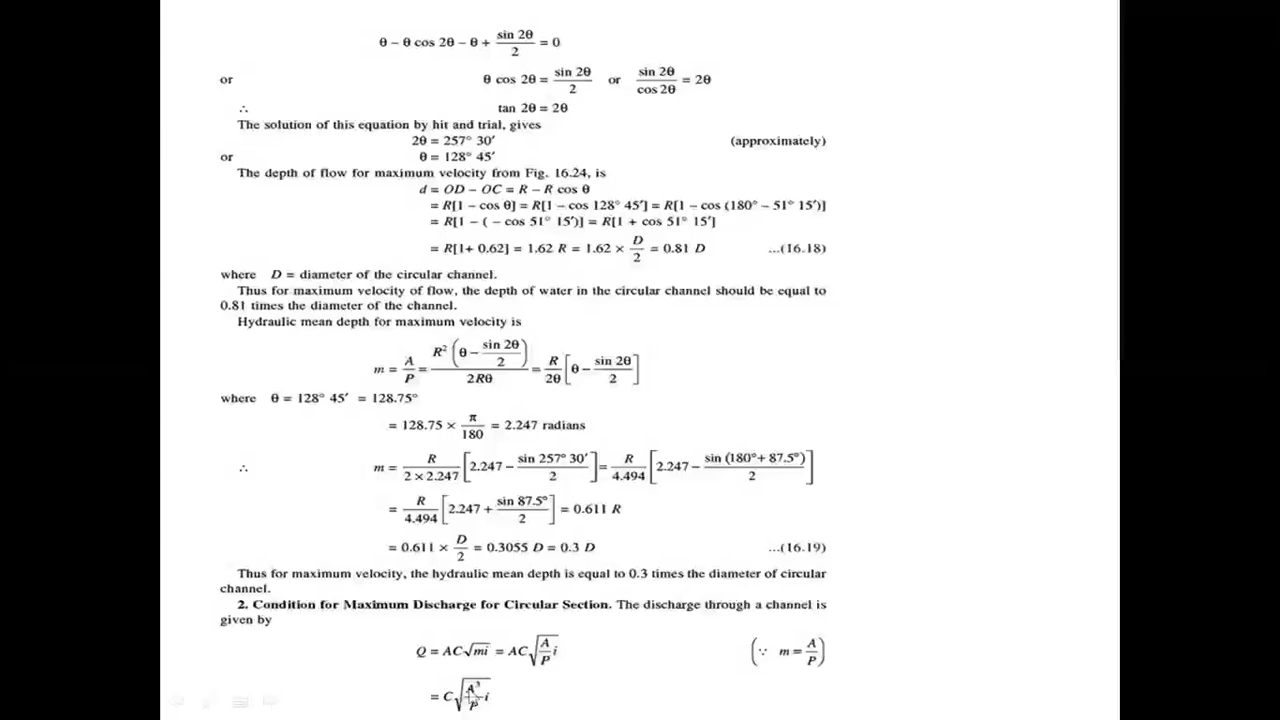 θ − θ cos 2θ − θ + sin 2θ / 2 = 0
or θ cos 2θ = sin 2θ / 2 or sin 2θ / cos 2θ = 2θ
∴ tan 2θ = 2θ
The solution of this equation by hit and trial, gives
2θ = 257° 30′ (approximately)
or θ = 128° 45′
The depth of flow for maximum velocity from Fig. 16.24, is
d = OD − OC = R − R cos θ
= R[1 − cos θ] = R[1 − cos 128° 45′] = R[1 − cos (180° − 51° 15′)]
= R[1 − ( − cos 51° 15′)] = R[1 + cos 51° 15′]
= R[1+ 0.62] = 1.62 R = 1.62 × D / 2 = 0.81 D ...(16.18)
where D = diameter of the circular channel.
Thus for maximum velocity of flow, the depth of water in the circular channel should be equal to
0.81 times the diameter of the channel.
Hydraulic mean depth for maximum velocity is
m = A / P = R² (θ − sin 2θ / 2) / 2Rθ = R / 2θ [θ − sin 2θ / 2]
where θ = 128° 45′ = 128.75°
= 128.75 × π / 180 = 2.247 radians
∴ m = R / 2 × 2.247 [2.247 − sin 257° 30′ / 2] = R / 4.494 [2.247 − sin (180°+ 87.5°) / 2]
= R / 4.494 [2.247 + sin 87.5° / 2] = 0.611 R
= 0.611 × D / 2 = 0.3055 D = 0.3 D ...(16.19)
Thus for maximum velocity, the hydraulic mean depth is equal to 0.3 times the diameter of circular
channel.
2. Condition for Maximum Discharge for Circular Section. The discharge through a channel is
given by
Q = AC√mi = AC√(A / P) i (∵ m = A / P)
= C√(A³ / P) i